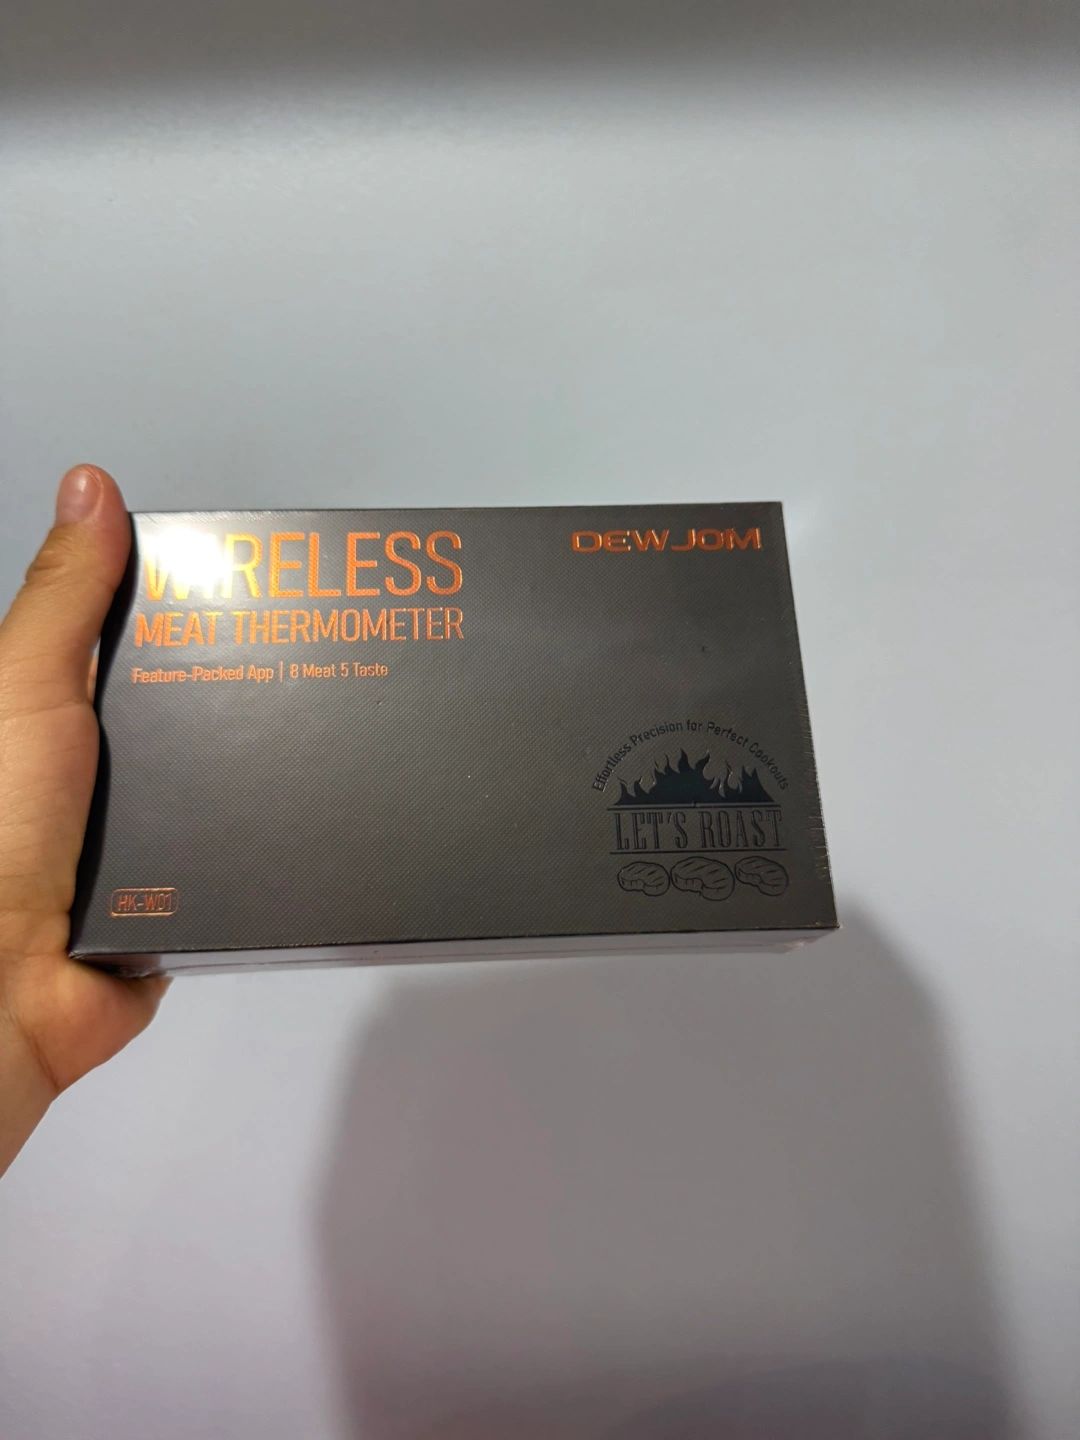 WIRELESS
DEWJOM
MEAT THERMOMETER
Feature-Packed App | 8 Meat 5 Taste
Effortless Precision for Perfect Cookouts
LET'S ROAST
HK-W01